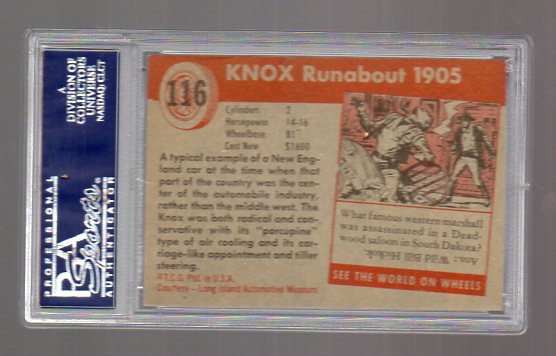 A
DIVISION OF
COLLECTORS
UNIVERSE
NASDAQ: CLCT
PROFESSIONAL
PSA
Sports
AUTHENTICATOR
116
KNOX Runabout 1905
Cylinders 2
Horsepower 14-16
Wheelbase 81"
Cost New $1600
A typical example of a New Eng-
land car at the time when that
part of the country was the cen-
ter of the automobile industry,
rather than the middle west. The
Knox was both radical and con-
servative with its "porcupine"
type of air cooling and its car-
riage-like appointment and tiller
steering.
©T.C.G. Ptd. in U.S.A.
Courtesy — Long Island Automotive Museum
What famous western marshall
was assassinated in a Dead-
wood saloon in South Dakota?
Ans: Wild Bill Hickok
SEE THE WORLD ON WHEELS